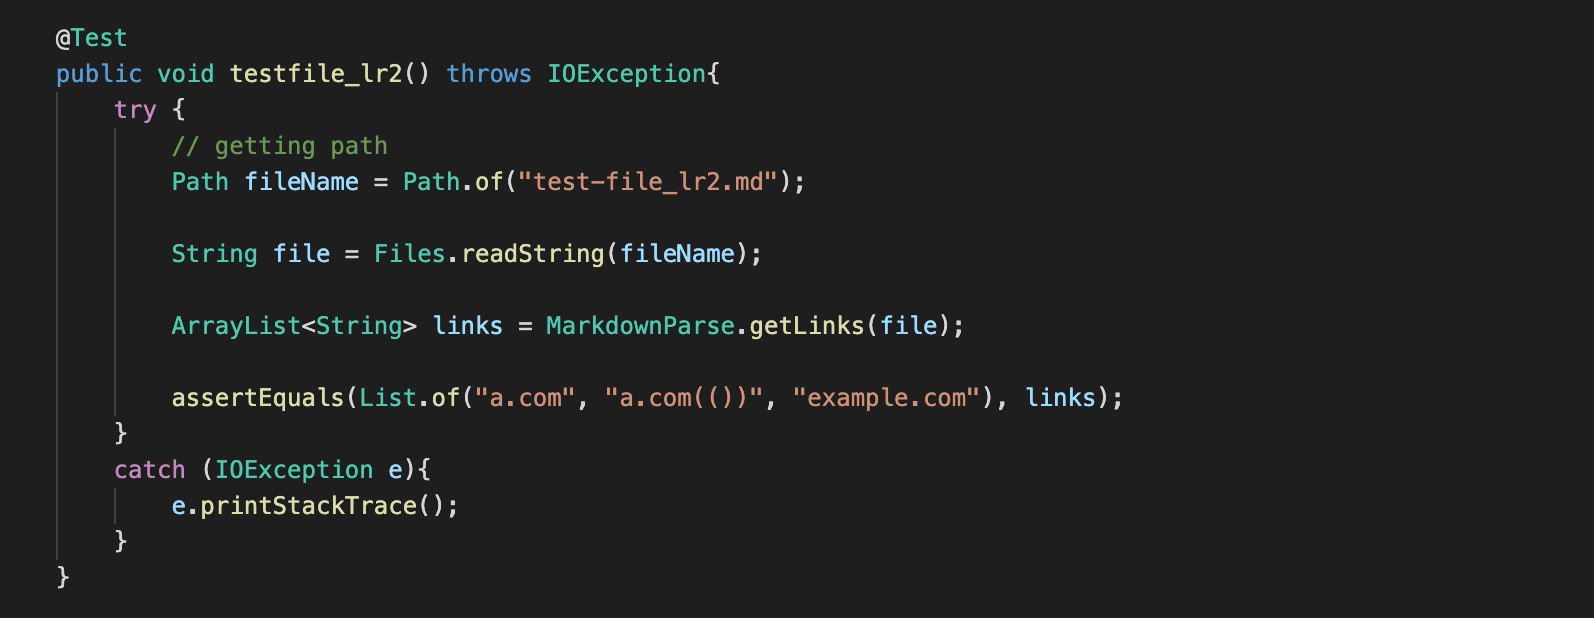 @Test
public void testfile_lr2() throws IOException{
    try {
        // getting path
        Path fileName = Path.of("test-file_lr2.md");

        String file = Files.readString(fileName);

        ArrayList<String> links = MarkdownParse.getLinks(file);

        assertEquals(List.of("a.com", "a.com(())", "example.com"), links);
    }
    catch (IOException e){
        e.printStackTrace();
    }
}